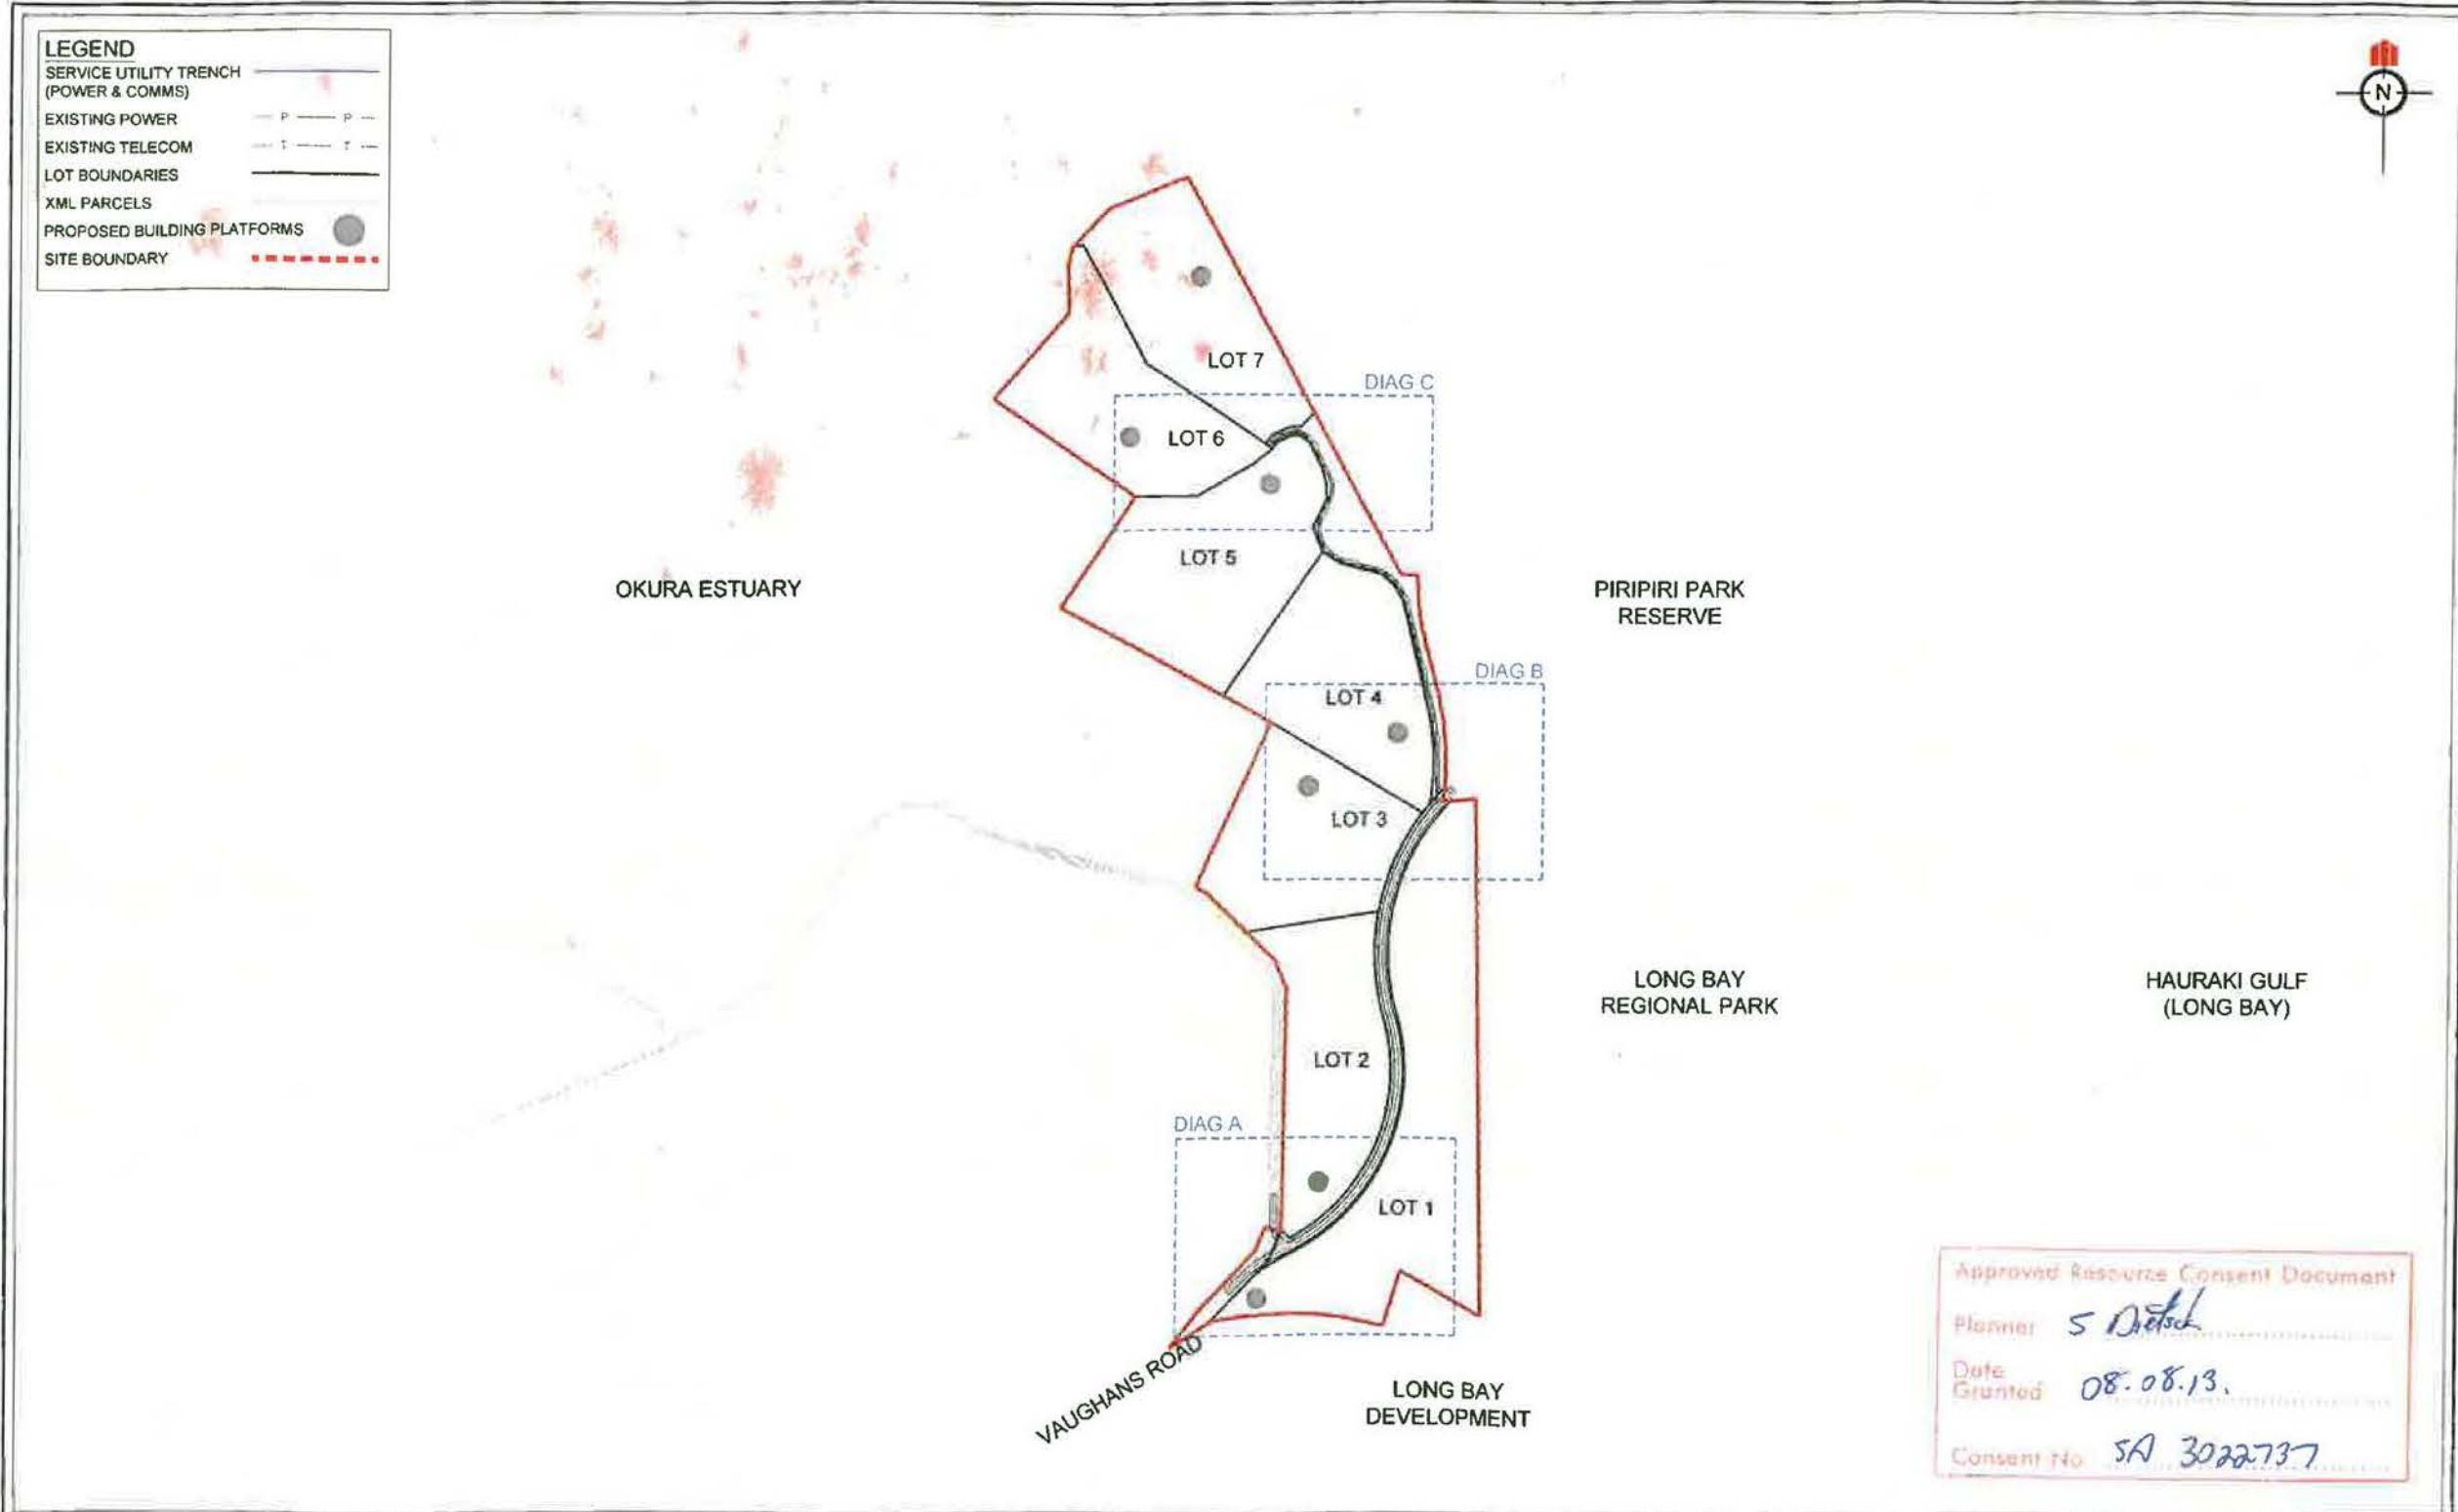 LEGEND
SERVICE UTILITY TRENCH
(POWER & COMMS)
EXISTING POWER
P P
EXISTING TELECOM
T T
LOT BOUNDARIES
XML PARCELS
PROPOSED BUILDING PLATFORMS
SITE BOUNDARY
N
LOT 7
DIAG C
LOT 6
LOT 5
OKURA ESTUARY
PIRIPIRI PARK
RESERVE
DIAG B
LOT 4
LOT 3
LONG BAY
REGIONAL PARK
HAURAKI GULF
(LONG BAY)
LOT 2
DIAG A
LOT 1
VAUGHANS ROAD
LONG BAY
DEVELOPMENT
Approved Resource Consent Document
Planner S Dietsch
Date
Granted 08.08.13.
Consent No SA 3022737